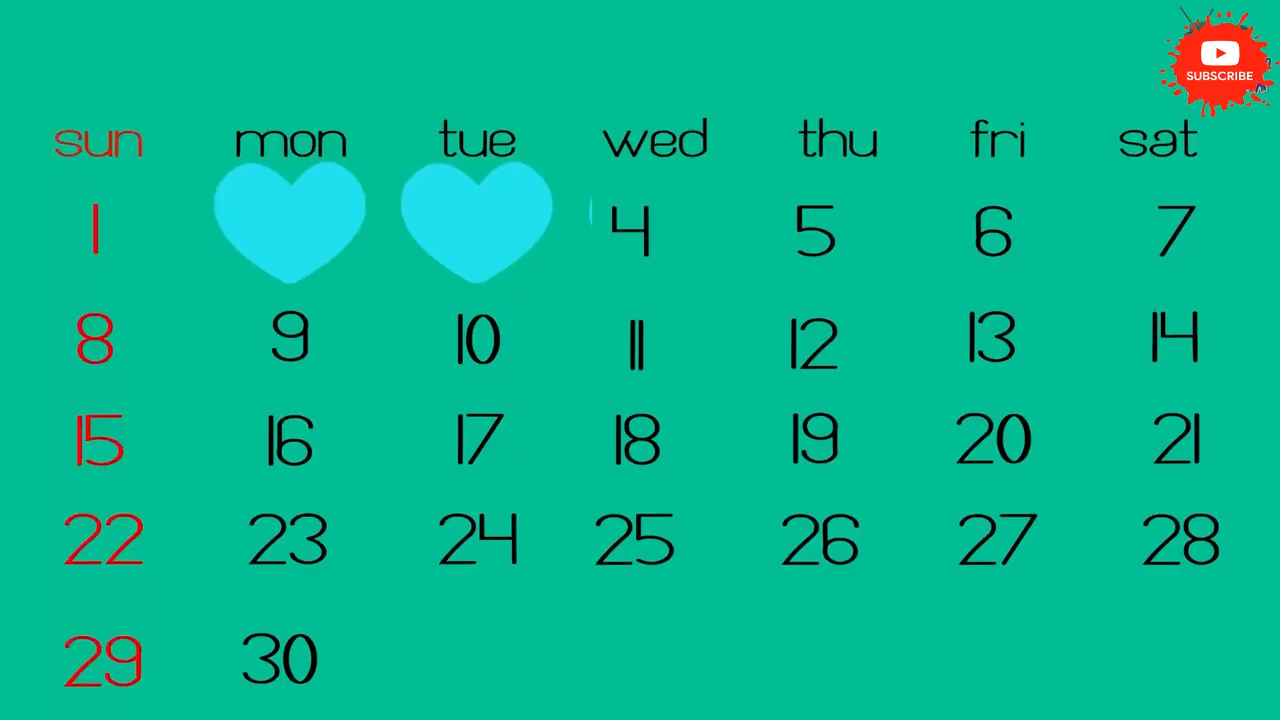 SUBSCRIBE
sun mon tue wed thu fri sat
1 4 5 6 7
8 9 10 11 12 13 14
15 16 17 18 19 20 21
22 23 24 25 26 27 28
29 30